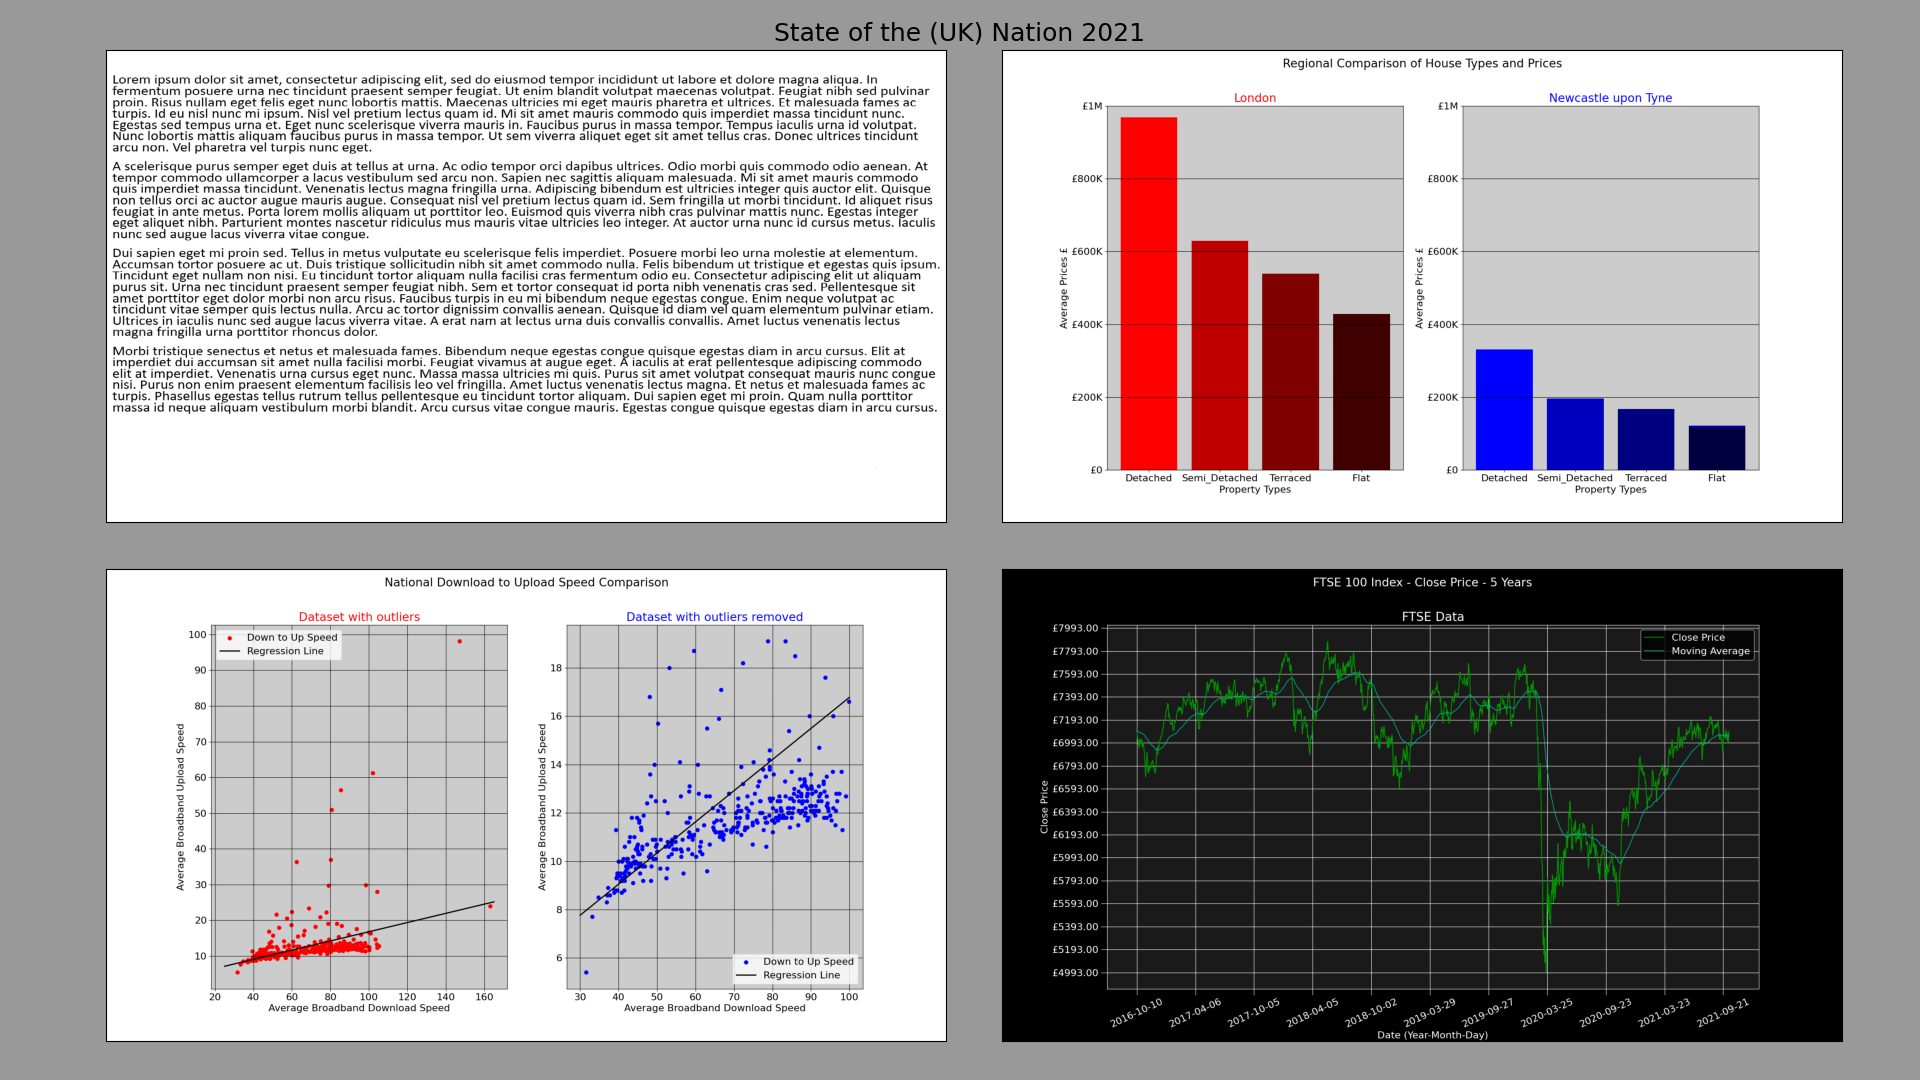 State of the (UK) Nation 2021
Lorem ipsum dolor sit amet, consectetur adipiscing elit, sed do eiusmod tempor incididunt ut labore et dolore magna aliqua. In
fermentum posuere urna nec tincidunt praesent semper feugiat. Ut enim blandit volutpat maecenas volutpat. Feugiat nibh sed pulvinar
proin. Risus nullam eget felis eget nunc lobortis mattis. Maecenas ultricies mi eget mauris pharetra et ultrices. Et malesuada fames ac
turpis. Id eu nisl nunc mi ipsum. Nisl vel pretium lectus quam id. Mi sit amet mauris commodo quis imperdiet massa tincidunt nunc.
Egestas sed tempus urna et. Eget nunc scelerisque viverra mauris in. Faucibus purus in massa tempor. Tempus iaculis urna id volutpat.
Nunc lobortis mattis aliquam faucibus purus in massa tempor. Ut sem viverra aliquet eget sit amet tellus cras. Donec ultrices tincidunt
arcu non. Vel pharetra vel turpis nunc eget.
A scelerisque purus semper eget duis at tellus at urna. Ac odio tempor orci dapibus ultrices. Odio morbi quis commodo odio aenean. At
tempor commodo ullamcorper a lacus vestibulum sed arcu non. Sapien nec sagittis aliquam malesuada. Mi sit amet mauris commodo
quis imperdiet massa tincidunt. Venenatis lectus magna fringilla urna. Adipiscing bibendum est ultricies integer quis auctor elit. Quisque
non tellus orci ac auctor augue mauris augue. Consequat nisl vel pretium lectus quam id. Sem fringilla ut morbi tincidunt. Id aliquet risus
feugiat in ante metus. Porta lorem mollis aliquam ut porttitor leo. Euismod quis viverra nibh cras pulvinar mattis nunc. Egestas integer
eget aliquet nibh. Parturient montes nascetur ridiculus mus mauris vitae ultricies leo integer. At auctor urna nunc id cursus metus. Iaculis
nunc sed augue lacus viverra vitae congue.
Dui sapien eget mi proin sed. Tellus in metus vulputate eu scelerisque felis imperdiet. Posuere morbi leo urna molestie at elementum.
Accumsan tortor posuere ac ut. Duis tristique sollicitudin nibh sit amet commodo nulla. Felis bibendum ut tristique et egestas quis ipsum.
Tincidunt eget nullam non nisi. Eu tincidunt tortor aliquam nulla facilisi cras fermentum odio eu. Consectetur adipiscing elit ut aliquam
purus sit. Urna nec tincidunt praesent semper feugiat nibh. Sem et tortor consequat id porta nibh venenatis cras sed. Pellentesque sit
amet porttitor eget dolor morbi non arcu risus. Faucibus turpis in eu mi bibendum neque egestas congue. Enim neque volutpat ac
tincidunt vitae semper quis lectus nulla. Arcu ac tortor dignissim convallis aenean. Quisque id diam vel quam elementum pulvinar etiam.
Ultrices in iaculis nunc sed augue lacus viverra vitae. A erat nam at lectus urna duis convallis convallis. Amet luctus venenatis lectus
magna fringilla urna porttitor rhoncus dolor.
Morbi tristique senectus et netus et malesuada fames. Bibendum neque egestas congue quisque egestas diam in arcu cursus. Elit at
imperdiet dui accumsan sit amet nulla facilisi morbi. Feugiat vivamus at augue eget. A iaculis at erat pellentesque adipiscing commodo
elit at imperdiet. Venenatis urna cursus eget nunc. Massa massa ultricies mi quis. Purus sit amet volutpat consequat mauris nunc congue
nisi. Purus non enim praesent elementum facilisis leo vel fringilla. Amet luctus venenatis lectus magna. Et netus et malesuada fames ac
turpis. Phasellus egestas tellus rutrum tellus pellentesque eu tincidunt tortor aliquam. Dui sapien eget mi proin. Quam nulla porttitor
massa id neque aliquam vestibulum morbi blandit. Arcu cursus vitae congue mauris. Egestas congue quisque egestas diam in arcu cursus.
Regional Comparison of House Types and Prices
London
£1M
£800K
£600K
£400K
£200K
£0
Average Prices £
Detached Semi_Detached Terraced Flat
Property Types
Newcastle upon Tyne
£1M
£800K
£600K
£400K
£200K
£0
Average Prices £
Detached Semi_Detached Terraced Flat
Property Types
National Download to Upload Speed Comparison
Dataset with outliers
Down to Up Speed
Regression Line
100
90
80
70
60
50
40
30
20
10
Average Broadband Upload Speed
20 40 60 80 100 120 140 160
Average Broadband Download Speed
Dataset with outliers removed
18
16
14
12
10
8
6
Average Broadband Upload Speed
Down to Up Speed
Regression Line
30 40 50 60 70 80 90 100
Average Broadband Download Speed
FTSE 100 Index - Close Price - 5 Years
FTSE Data
Close Price
Moving Average
£7993.00
£7793.00
£7593.00
£7393.00
£7193.00
£6993.00
£6793.00
£6593.00
£6393.00
£6193.00
£5993.00
£5793.00
£5593.00
£5393.00
£5193.00
£4993.00
Close Price
2016-10-10 2017-04-06 2017-10-05 2018-04-05 2018-10-02 2019-03-29 2019-09-27 2020-03-25 2020-09-23 2021-03-23 2021-09-21
Date (Year-Month-Day)